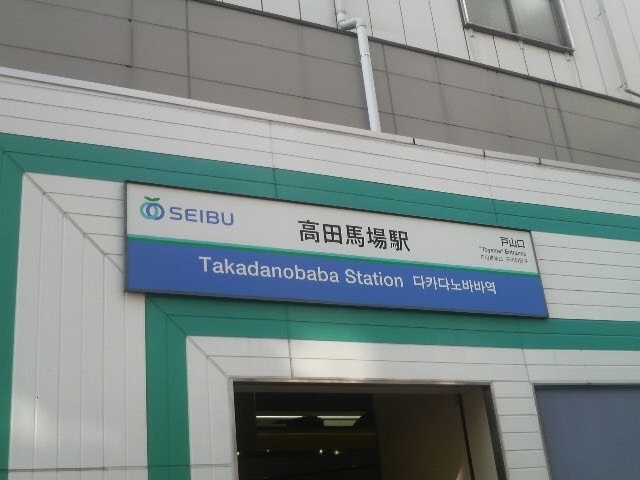 SEIBU
高田馬場駅
戸山口
"Toyama" Entrance
Takadanobaba Station 다카다노바바역